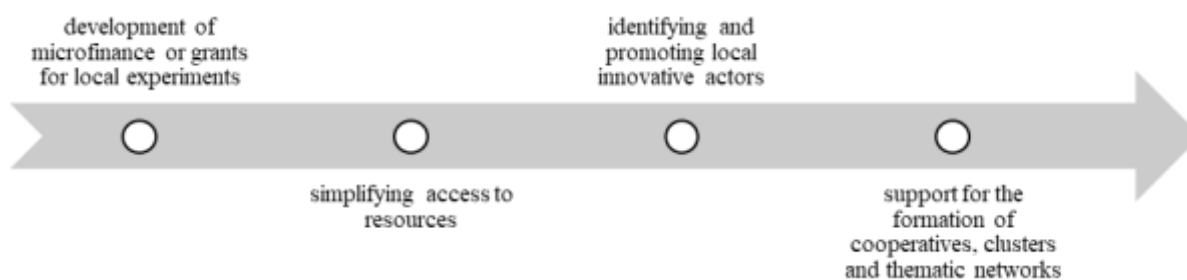 development of
microfinance or grants
for local experiments
simplifying access to
resources
identifying and
promoting local
innovative actors
support for the
formation of
cooperatives, clusters
and thematic networks